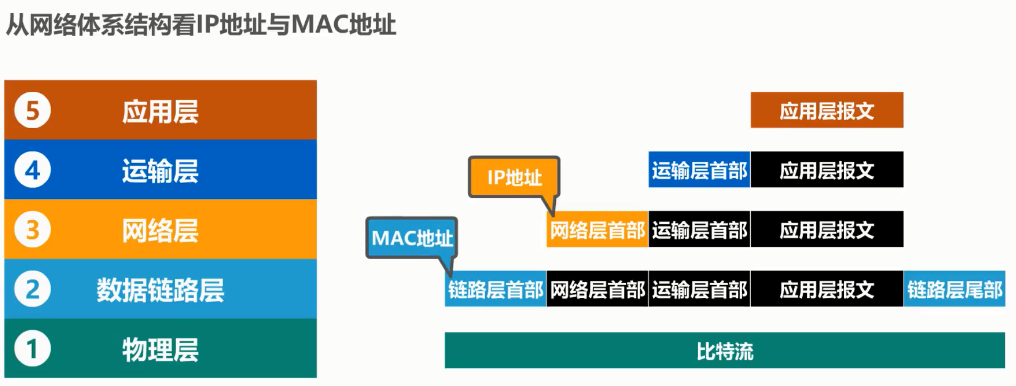 从网络体系结构看IP地址与MAC地址
5 应用层 应用层报文
4 运输层 运输层首部 应用层报文
IP地址
3 网络层 网络层首部 运输层首部 应用层报文
MAC地址
2 数据链路层 链路层首部 网络层首部 运输层首部 应用层报文 链路层尾部
1 物理层 比特流